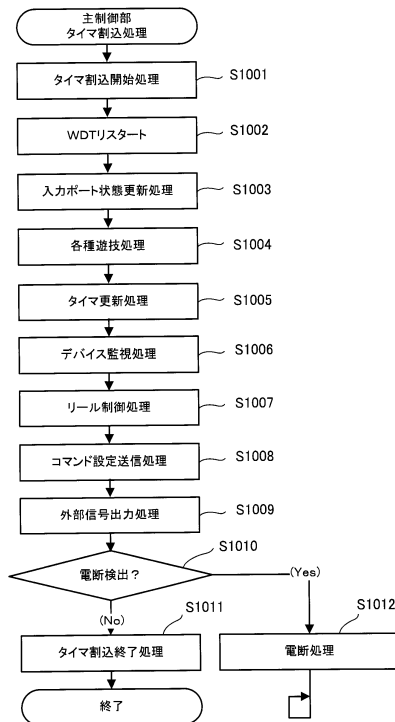 主制御部
タイマ割込処理
タイマ割込開始処理
S1001
WDTリスタート
S1002
入力ポート状態更新処理
S1003
各種遊技処理
S1004
タイマ更新処理
S1005
デバイス監視処理
S1006
リール制御処理
S1007
コマンド設定送信処理
S1008
外部信号出力処理
S1009
電断検出？
S1010
(Yes)
(No)
タイマ割込終了処理
S1011
電断処理
S1012
終了